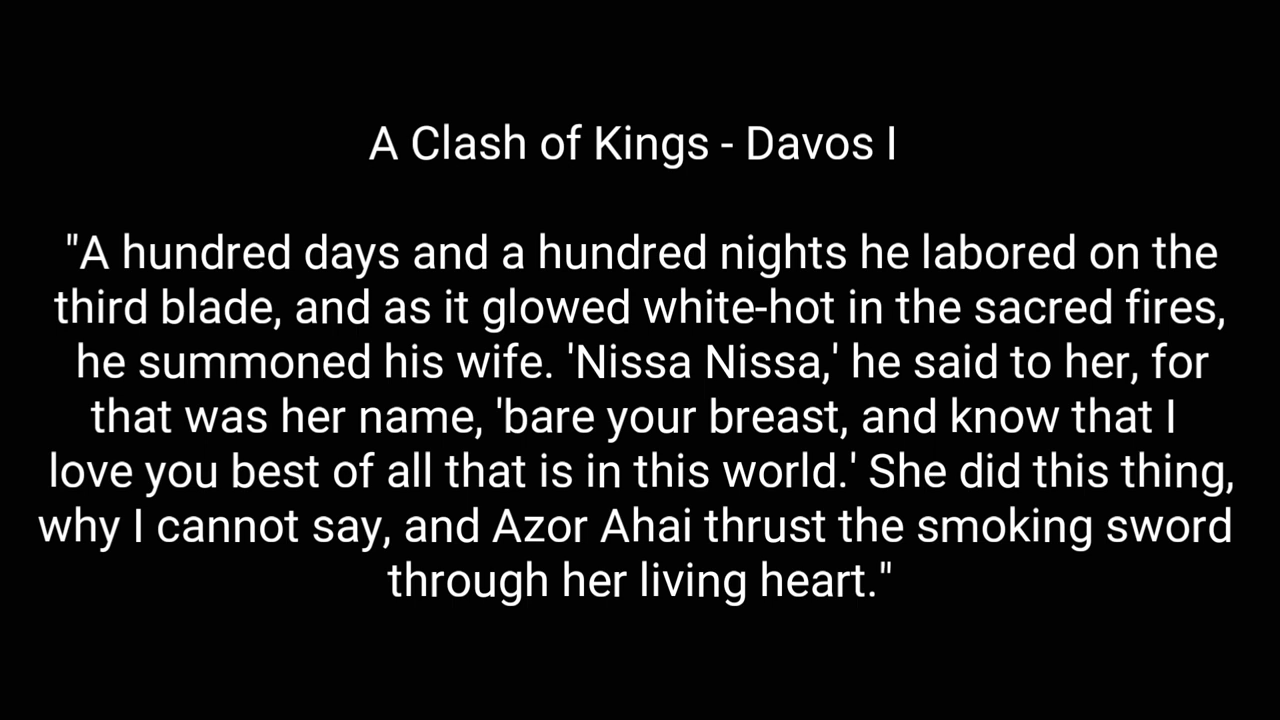 A Clash of Kings - Davos I
"A hundred days and a hundred nights he labored on the
third blade, and as it glowed white-hot in the sacred fires,
he summoned his wife. 'Nissa Nissa,' he said to her, for
that was her name, 'bare your breast, and know that I
love you best of all that is in this world.' She did this thing,
why I cannot say, and Azor Ahai thrust the smoking sword
through her living heart."